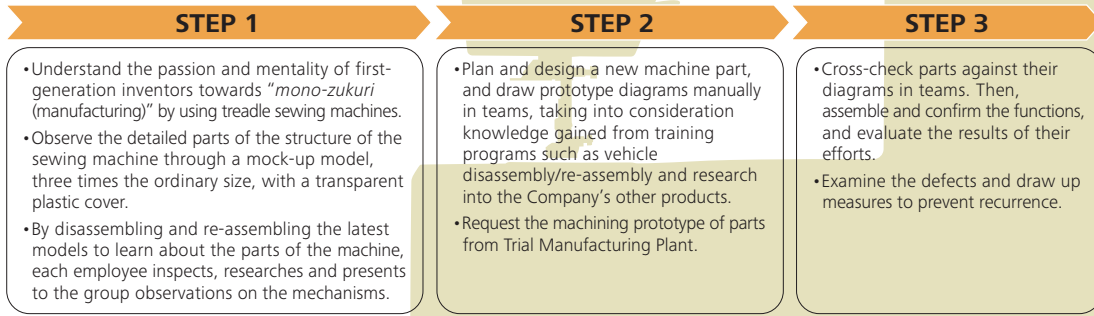 STEP 1
•Understand the passion and mentality of first-
generation inventors towards “mono-zukuri
(manufacturing)” by using treadle sewing machines.
•Observe the detailed parts of the structure of the
sewing machine through a mock-up model,
three times the ordinary size, with a transparent
plastic cover.
•By disassembling and re-assembling the latest
models to learn about the parts of the machine,
each employee inspects, researches and presents
to the group observations on the mechanisms.
STEP 2
•Plan and design a new machine part,
and draw prototype diagrams manually
in teams, taking into consideration
knowledge gained from training
programs such as vehicle
disassembly/re-assembly and research
into the Company’s other products.
•Request the machining prototype of parts
from Trial Manufacturing Plant.
STEP 3
•Cross-check parts against their
diagrams in teams. Then,
assemble and confirm the functions,
and evaluate the results of their
efforts.
•Examine the defects and draw up
measures to prevent recurrence.